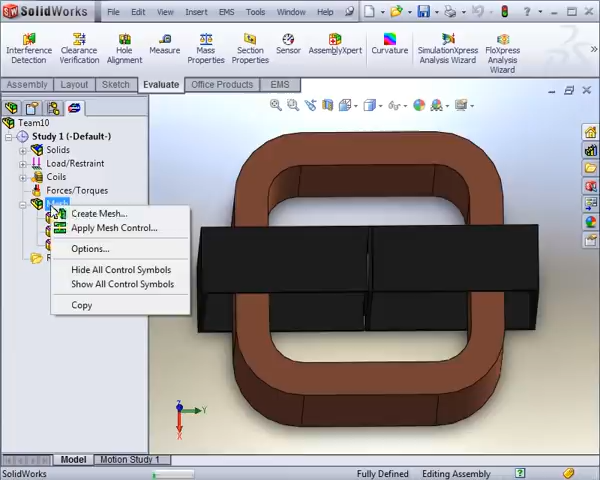 SolidWorks File Edit View Insert EMS Tools Window Help
Interference Detection Clearance Verification Hole Alignment Measure Mass Properties Section Properties Sensor AssemblyXpert Curvature SimulationXpress Analysis Wizard FloXpress Analysis Wizard
Assembly Layout Sketch Evaluate Office Products EMS
Team10
Study 1 (-Default-)
Solids
Load/Restraint
Coils
Forces/Torques
Mesh
Create Mesh...
Apply Mesh Control...
Options...
Hide All Control Symbols
Show All Control Symbols
Copy
R
Z Y X
Model Motion Study 1
SolidWorks Fully Defined Editing Assembly